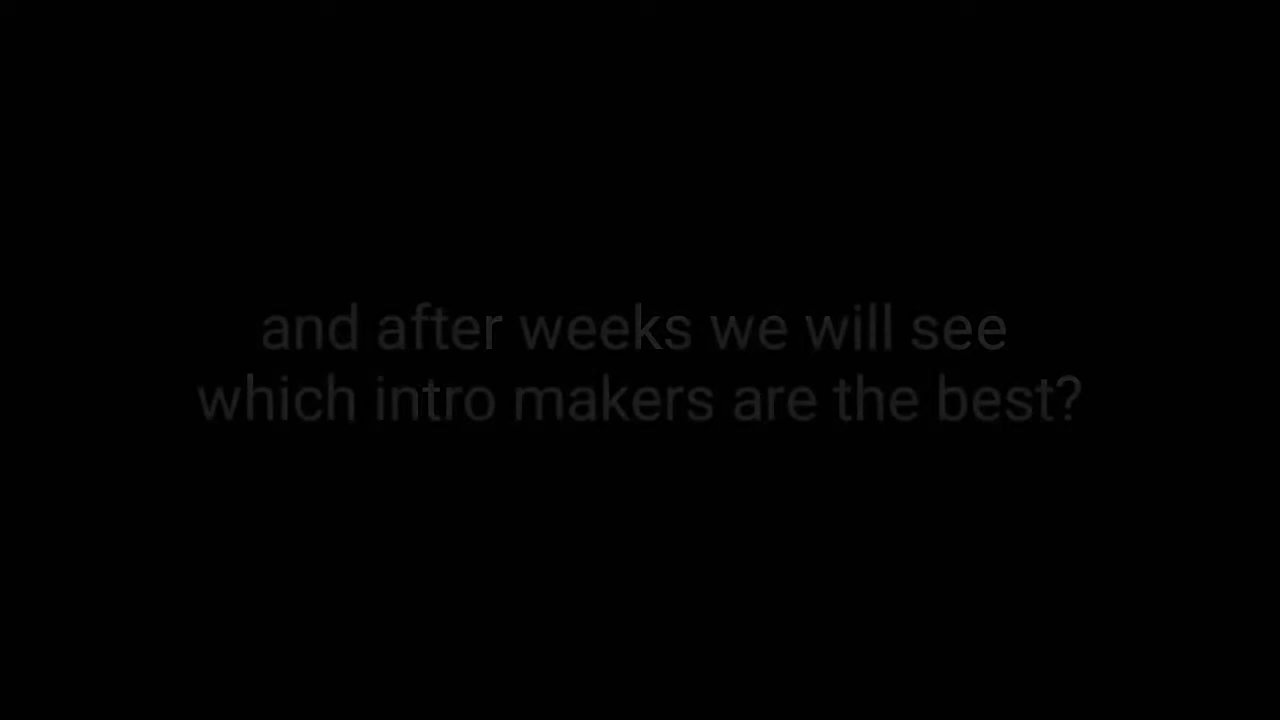 and after weeks we will see
which intro makers are the best?